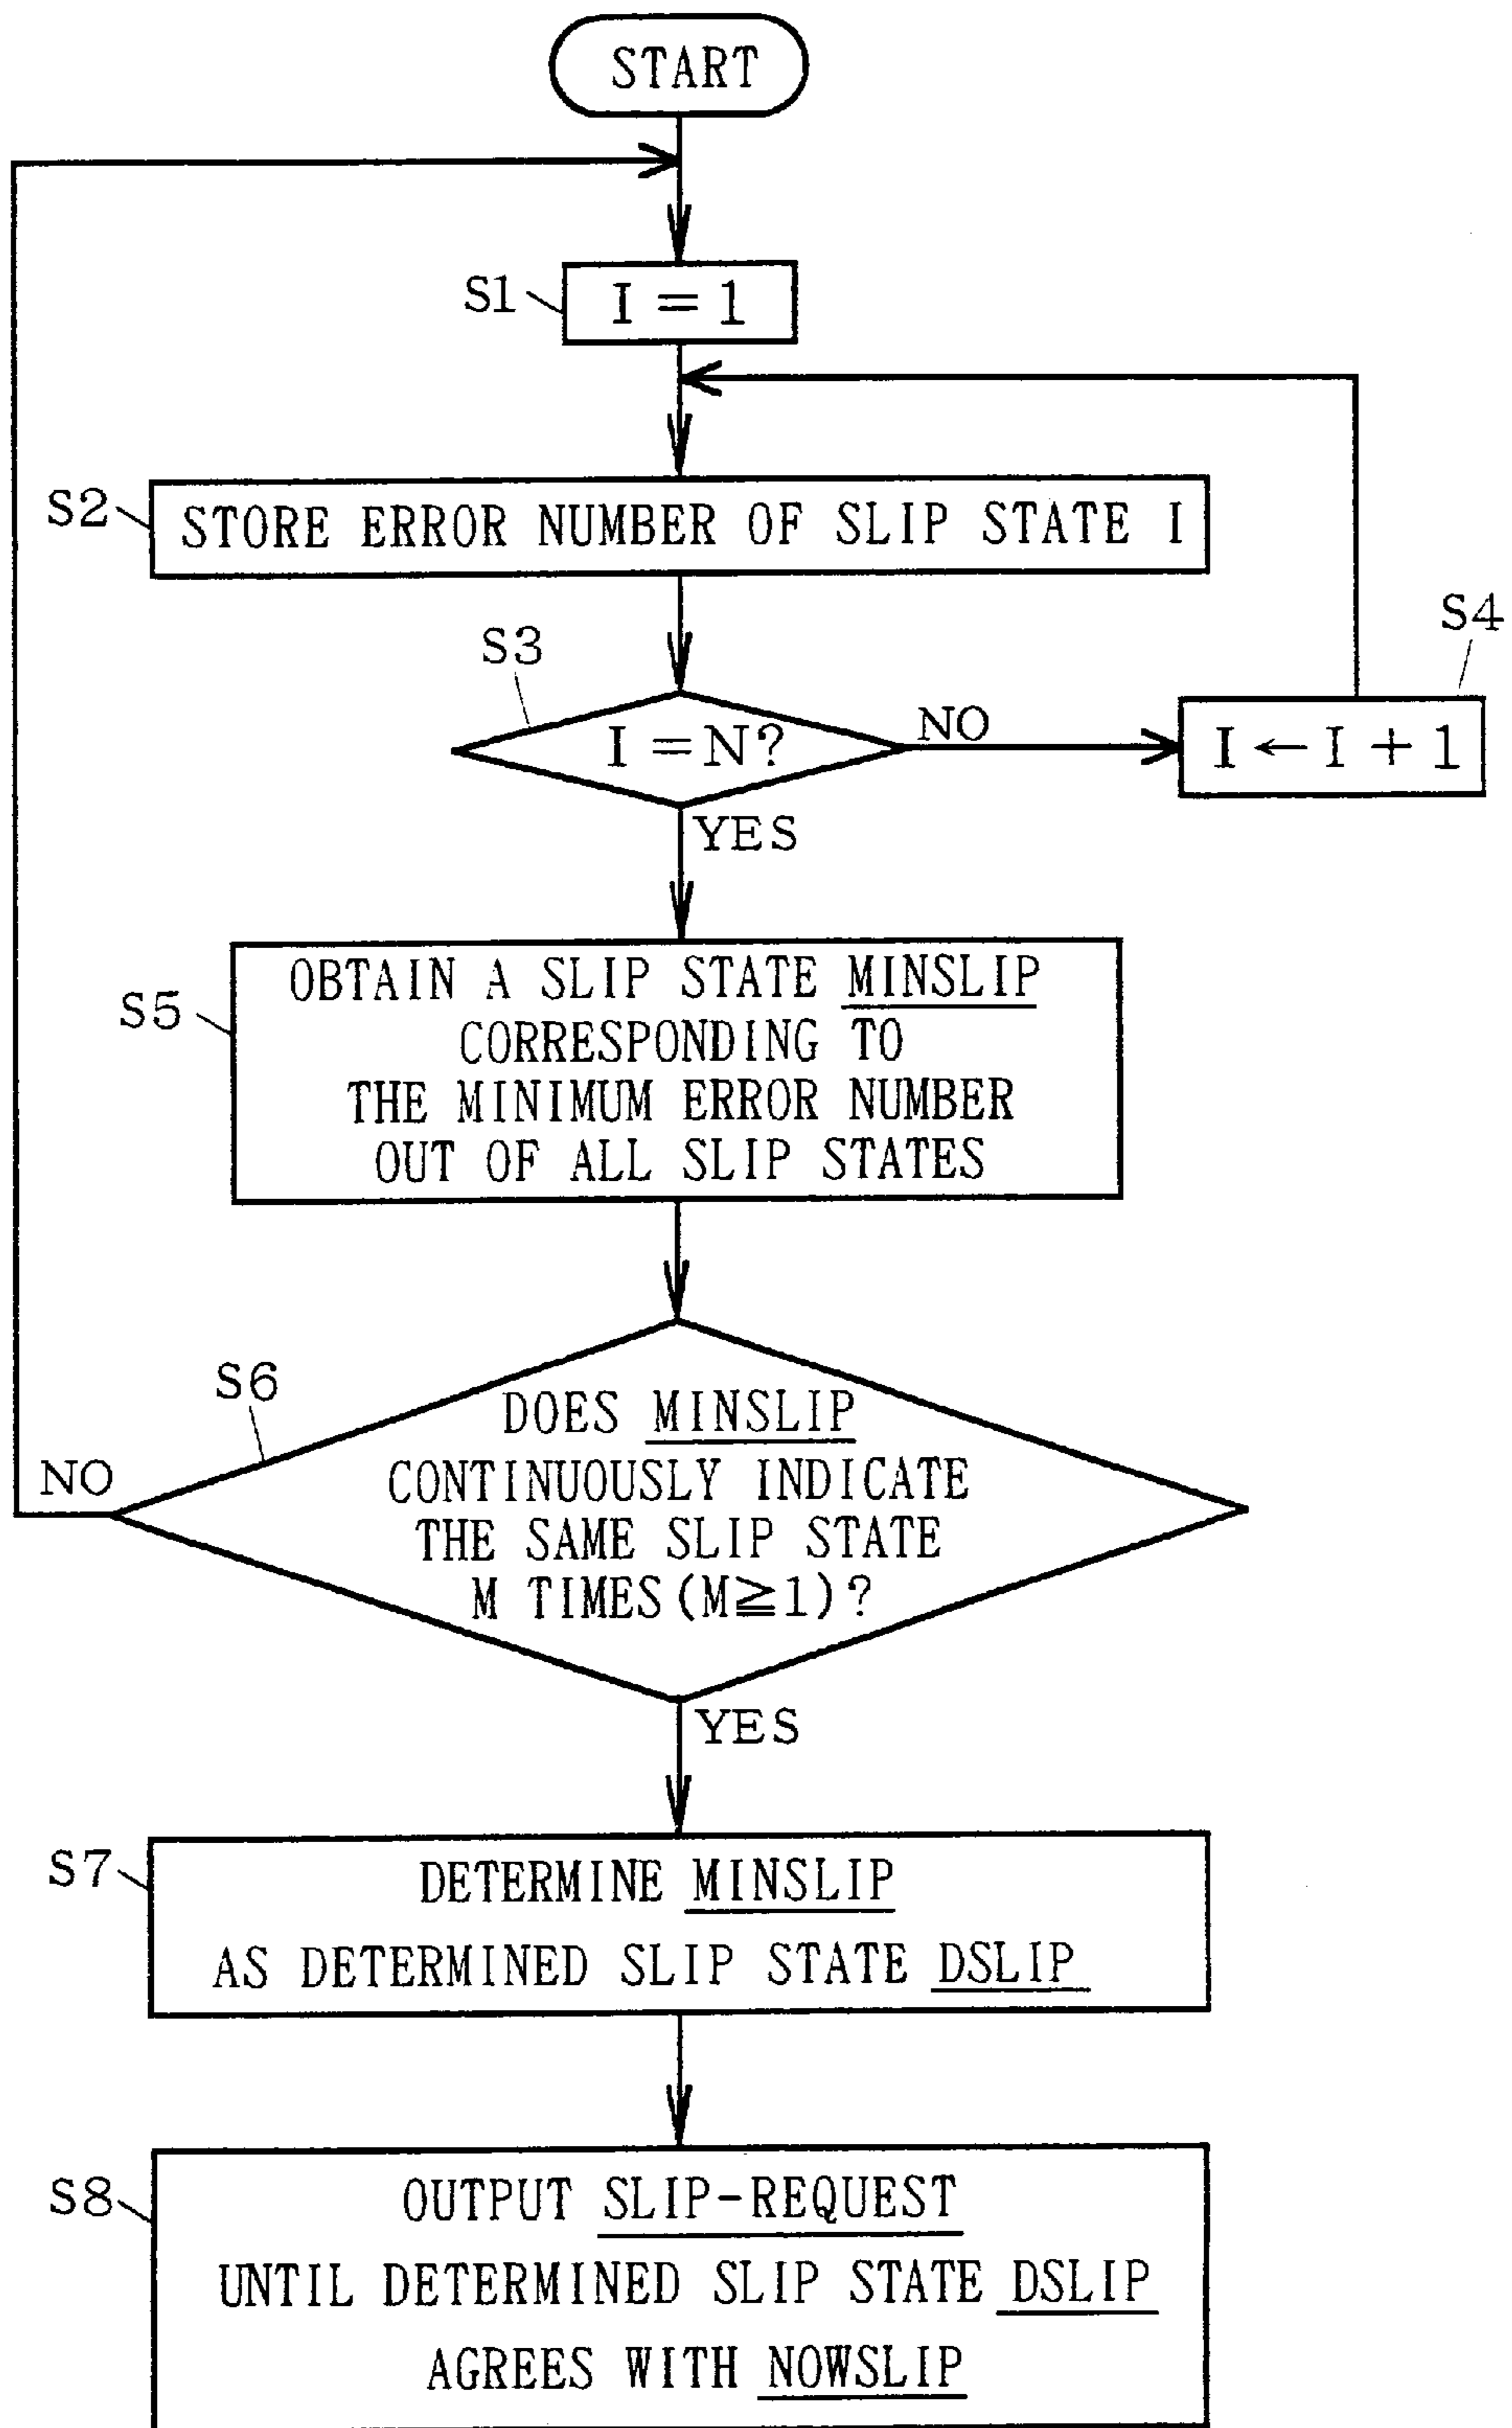 START
S1
I = 1
S2
STORE ERROR NUMBER OF SLIP STATE I
S3
I = N?
NO
S4
I ← I + 1
YES
S5
OBTAIN A SLIP STATE MINSLIP
CORRESPONDING TO
THE MINIMUM ERROR NUMBER
OUT OF ALL SLIP STATES
S6
DOES MINSLIP
CONTINUOUSLY INDICATE
THE SAME SLIP STATE
M TIMES (M≧1)?
NO
YES
S7
DETERMINE MINSLIP
AS DETERMINED SLIP STATE DSLIP
S8
OUTPUT SLIP-REQUEST
UNTIL DETERMINED SLIP STATE DSLIP
AGREES WITH NOWSLIP